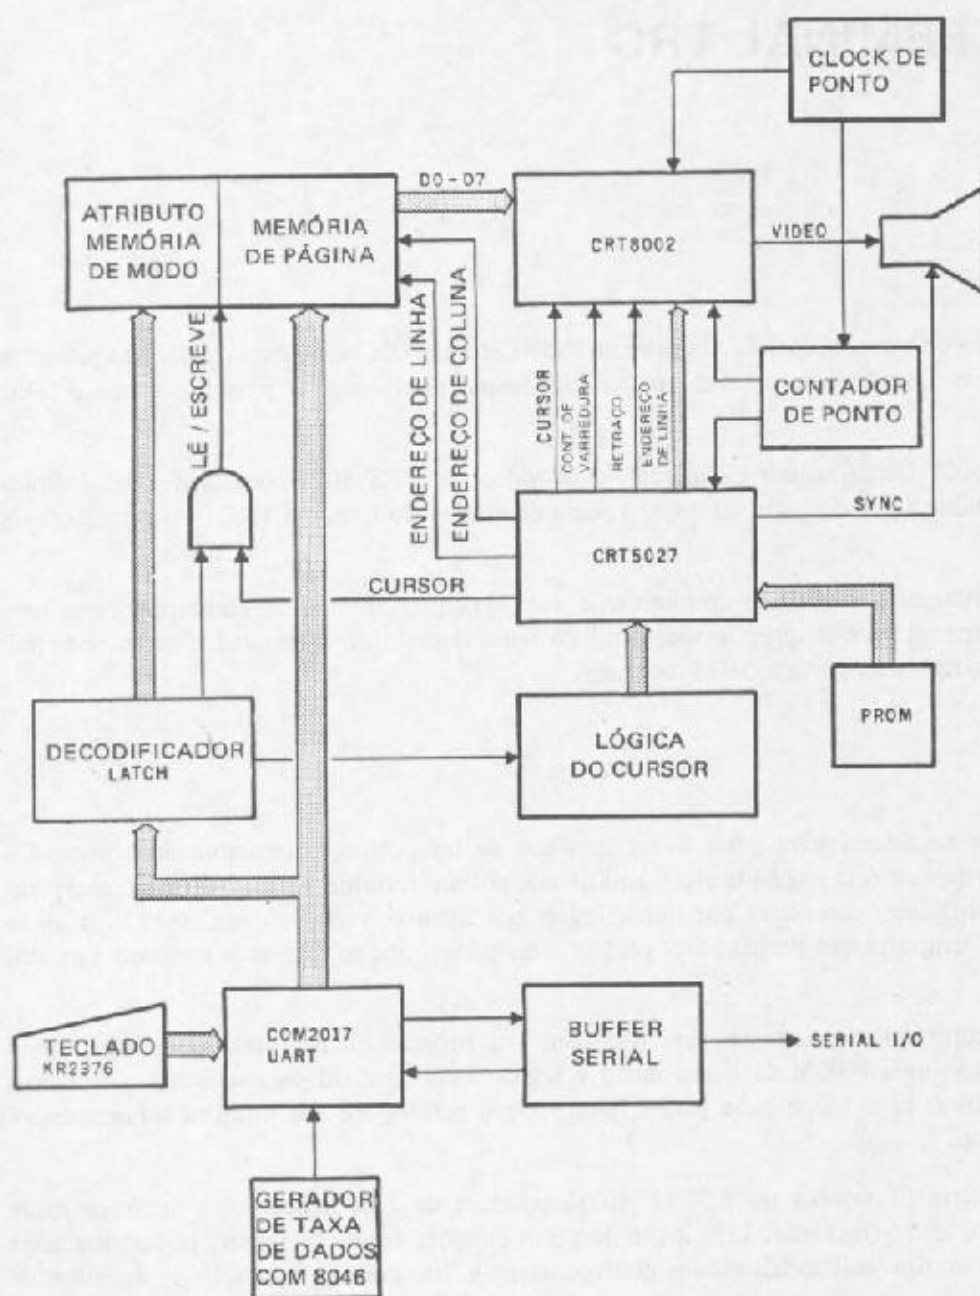 CLOCK DE
PONTO
D0 - D7
ATRIBUTO
MEMÓRIA
DE MODO
MEMÓRIA
DE PÁGINA
CRT8002
VIDEO
LÊ / ESCREVE
ENDEREÇO DE LINHA
ENDEREÇO DE COLUNA
CURSOR
CONT. OF
VARREDURA
RETRAÇO
ENDEREÇO
DE LINHA
CONTADOR
DE PONTO
SYNC
CRT5027
CURSOR
PROM
DECODIFICADOR
LATCH
LÓGICA
DO CURSOR
TECLADO
KR2376
COM2017
UART
BUFFER
SERIAL
SERIAL I/O
GERADOR
DE TAXA
DE DADOS
COM 8046